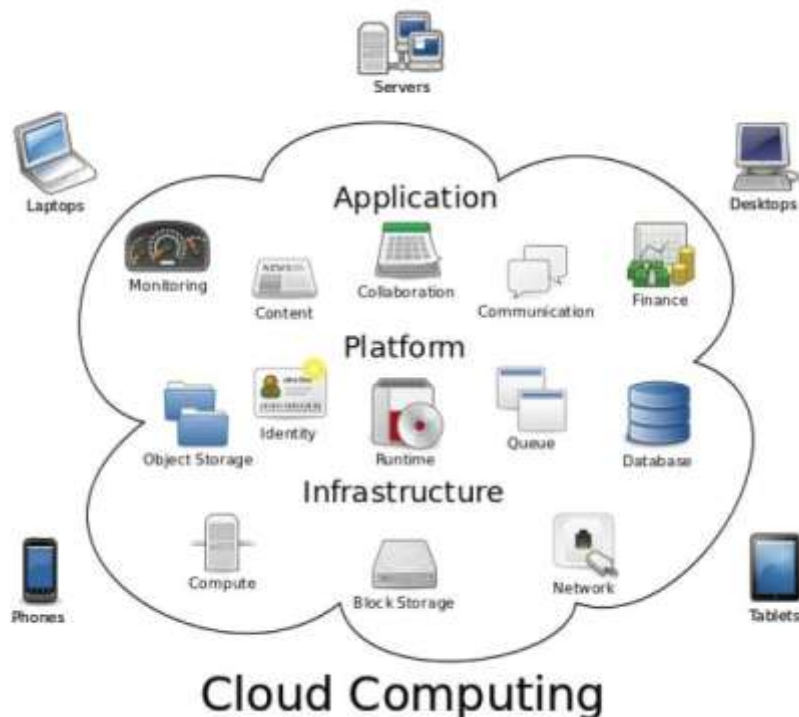 Servers
Laptops
Desktops
Application
Monitoring
Content
NEWS
Collaboration
Communication
Finance
Platform
Object Storage
Identity
Runtime
Queue
Database
Infrastructure
Compute
Block Storage
Network
Phones
Tablets
Cloud Computing